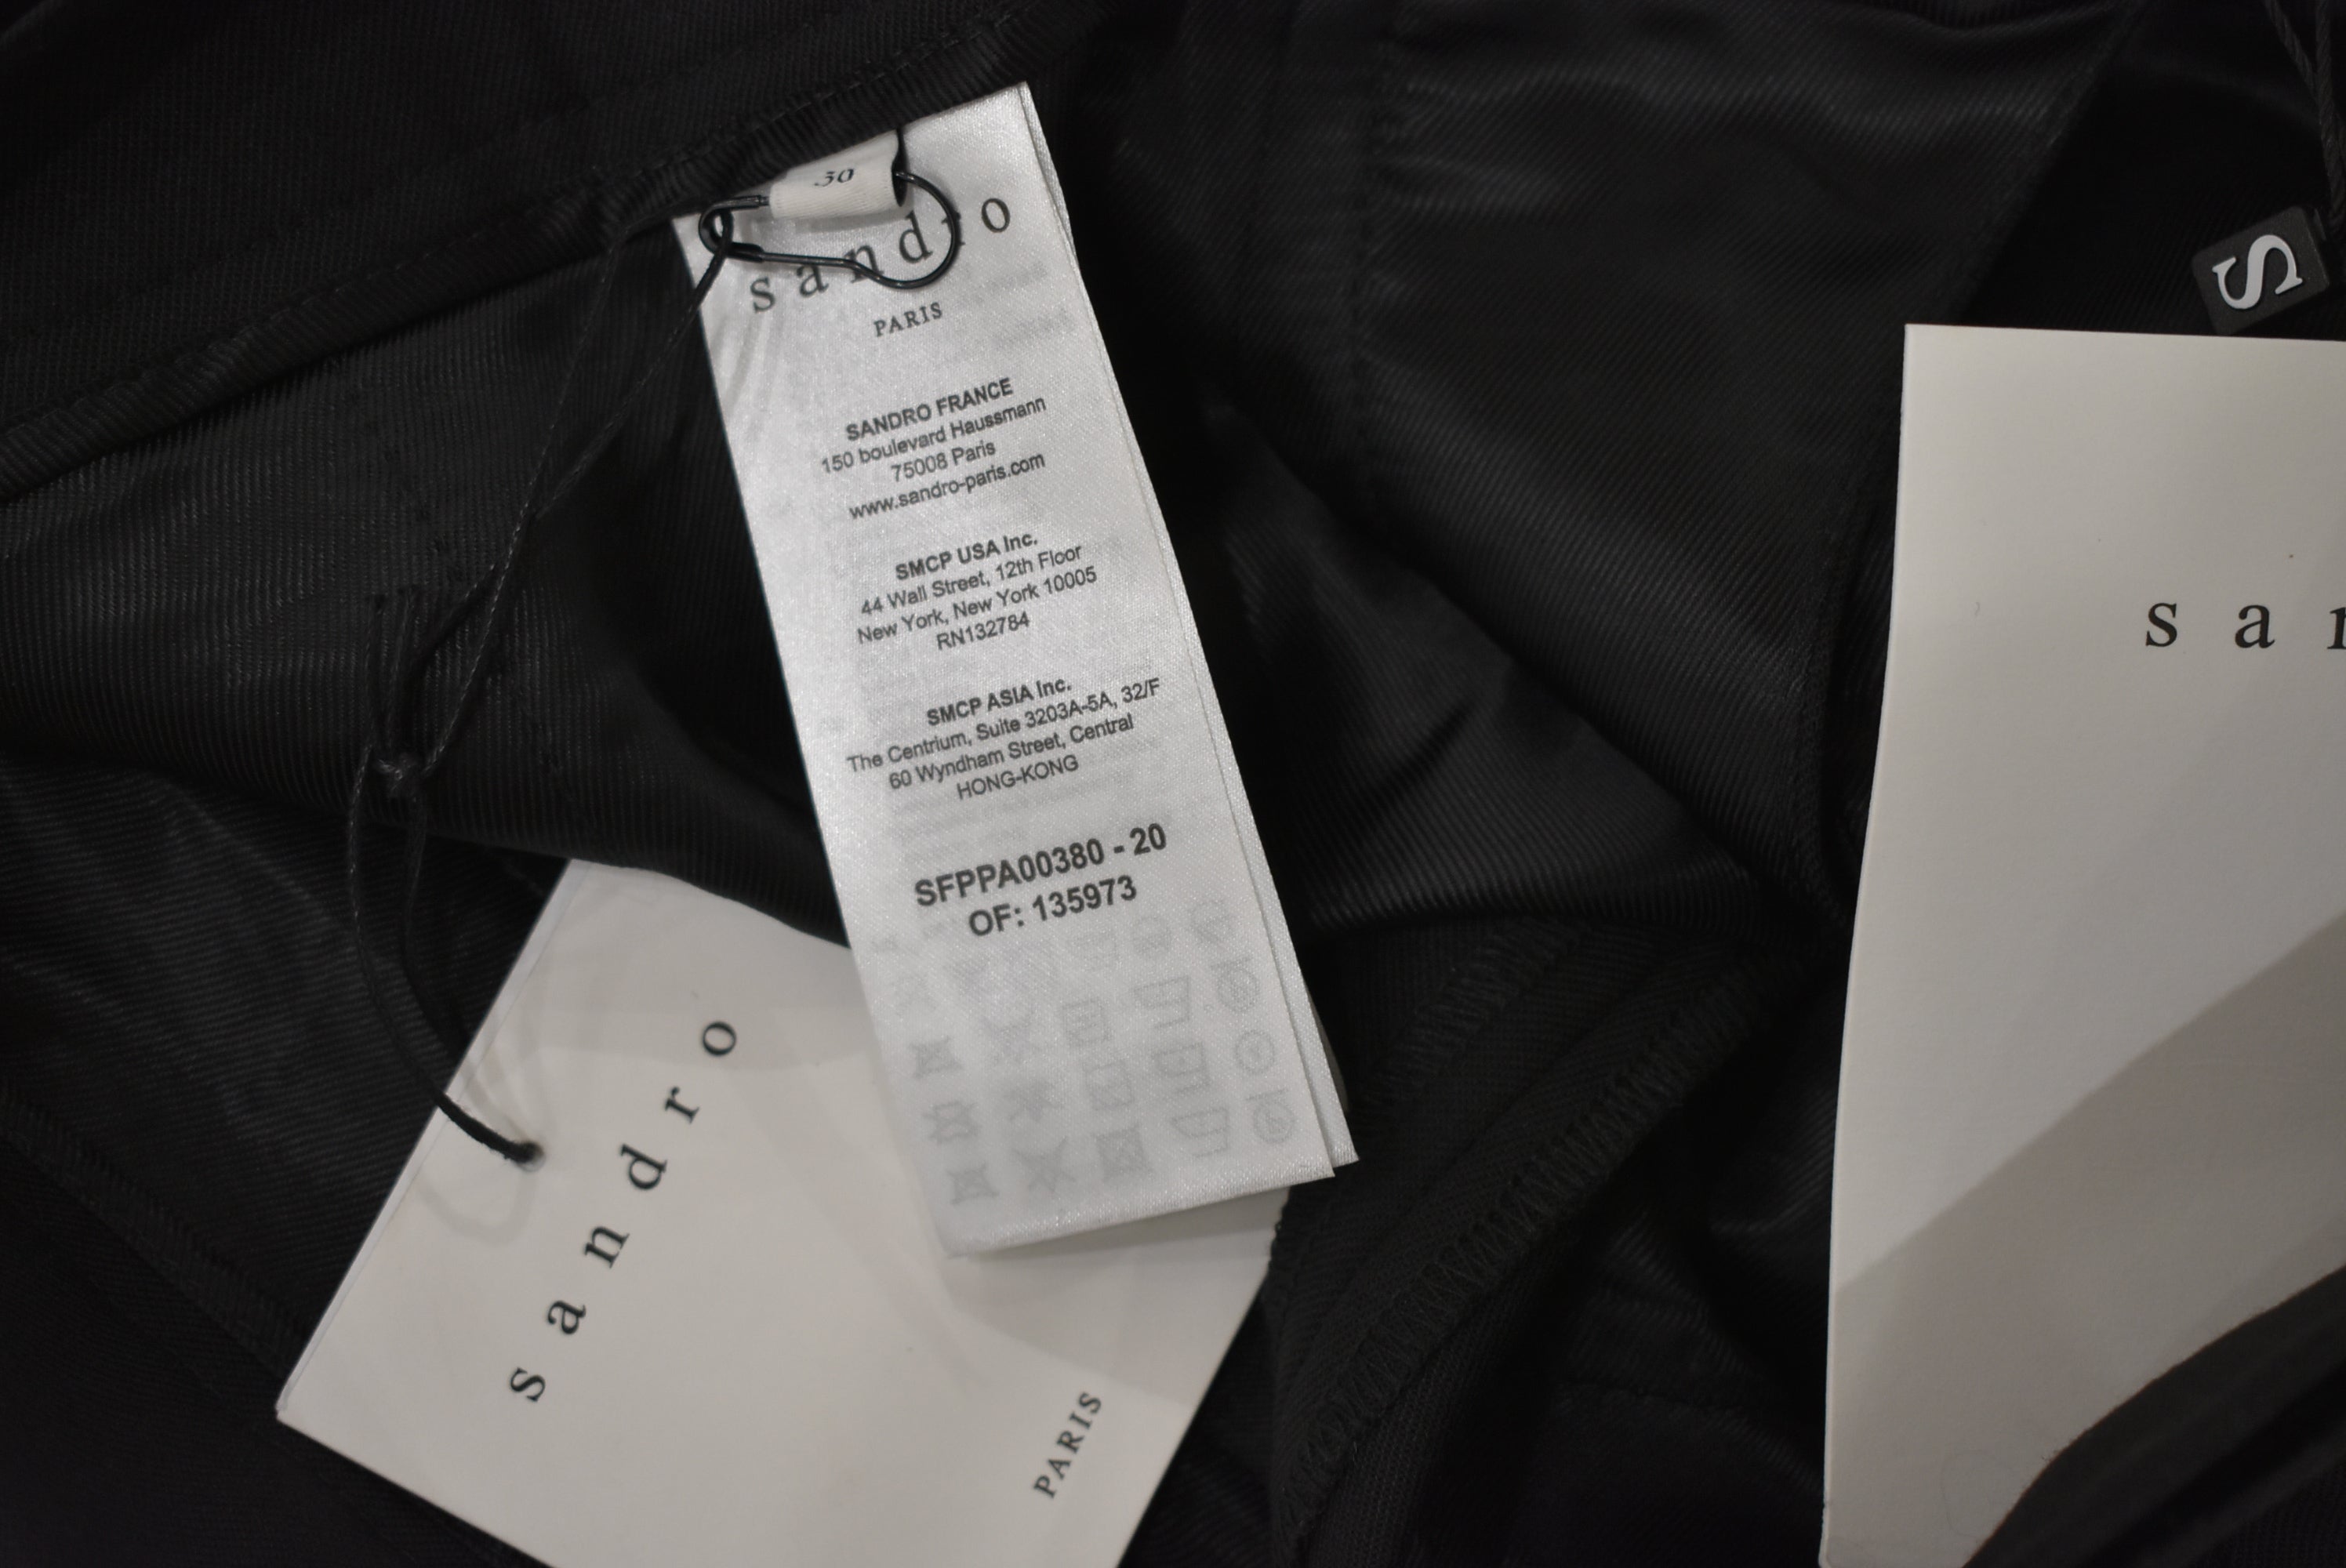 30
sandro
PARIS
SANDRO FRANCE
150 boulevard Haussmann
75008 Paris
www.sandro-paris.com
SMCP USA Inc.
44 Wall Street, 12th Floor
New York, New York 10005
RN132784
SMCP ASIA Inc.
The Centrium, Suite 3203A-5A, 32/F
60 Wyndham Street, Central
HONG-KONG
SFPPA00380 - 20
OF: 135973
sandro
PARIS
S
sa